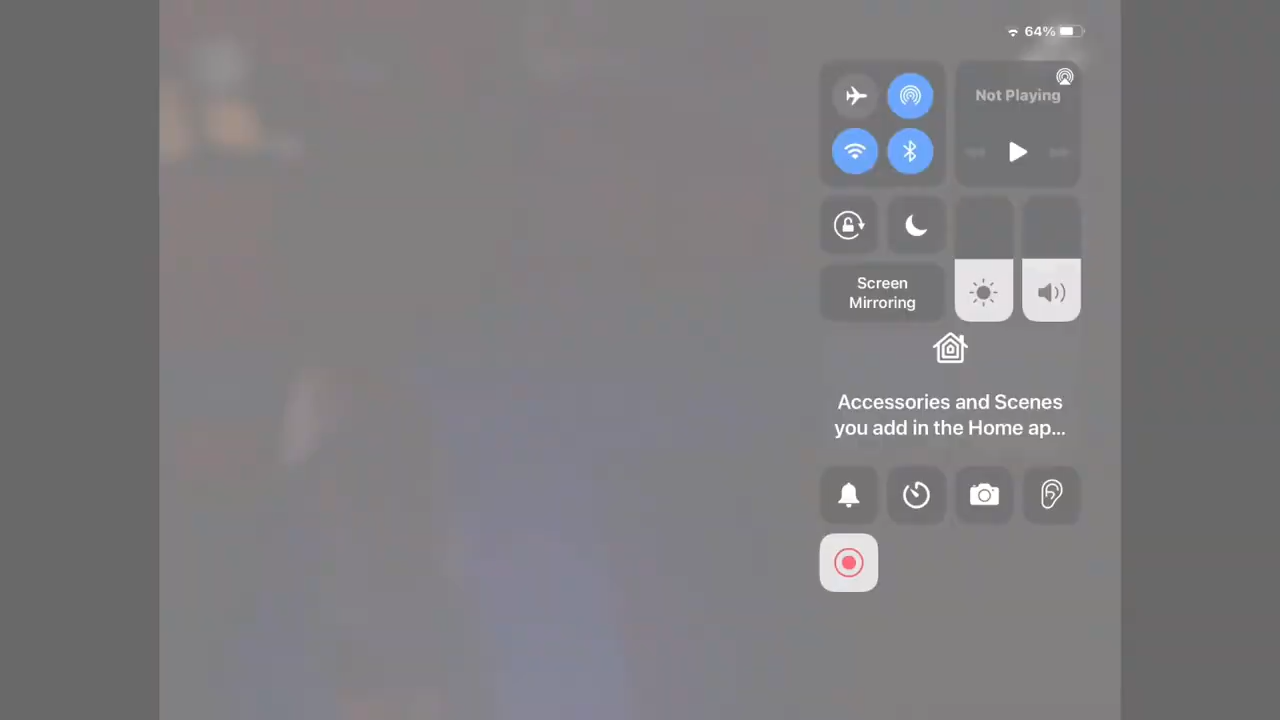 64%
Not Playing
Screen
Mirroring
Accessories and Scenes
you add in the Home ap...